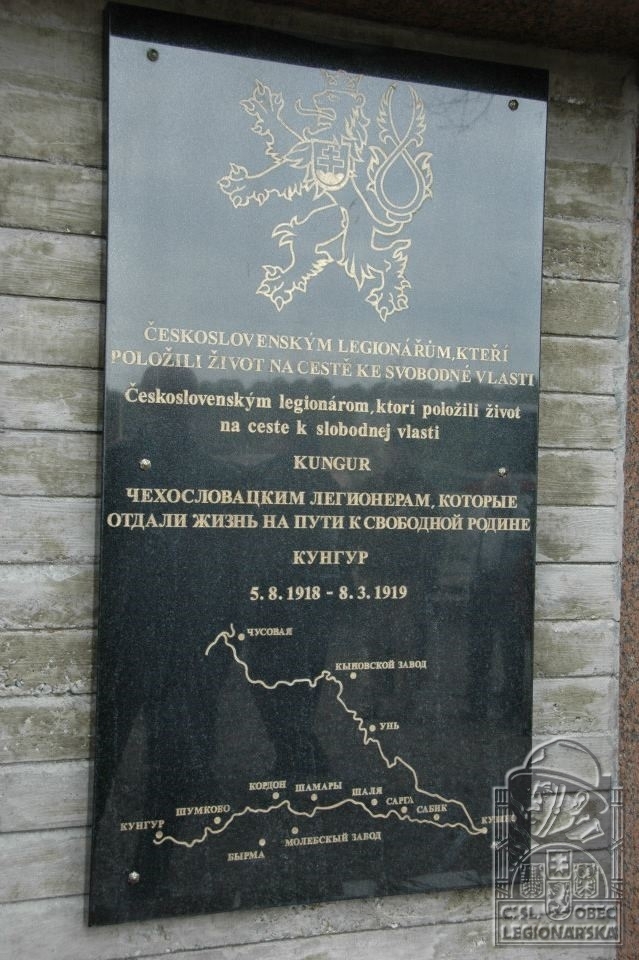 ČESKOSLOVENSKÝM LEGIONÁŘŮM, KTEŘÍ
POLOŽILI ŽIVOT NA CESTĚ KE SVOBODNÉ VLASTI
Československým legionárom, ktorí položili život
na ceste k slobodnej vlasti
KUNGUR
ЧЕХОСЛОВАЦКИМ ЛЕГИОНЕРАМ, КОТОРЫЕ
ОТДАЛИ ЖИЗНЬ НА ПУТИ К СВОБОДНОЙ РОДИНЕ
КУНГУР
5. 8. 1918 - 8. 3. 1919
ЧУСОВАЯ
КЫНОВСКОЙ ЗАВОД
УНЬ
КОРДОН
ШАМАРЫ
ШАЛЯ
САРГА
САБИК
ШУМКОВО
КУНГУР
МОЛЕБСКЫЙ ЗАВОД
БЫРМА
ČSL. OBEC
LEGIONÁŘSKÁ